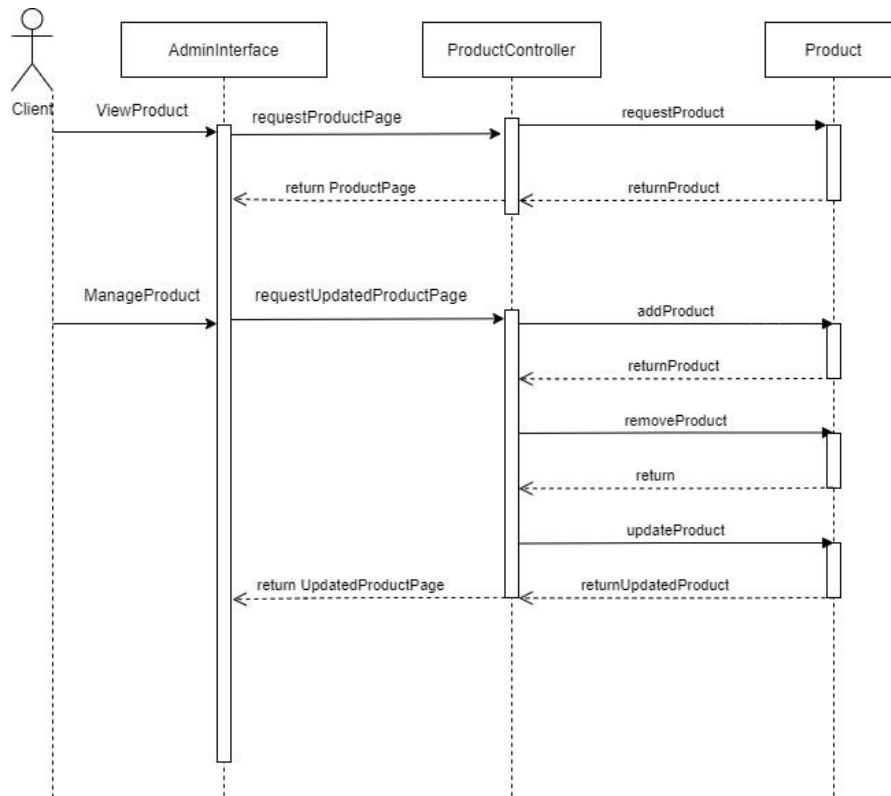 AdminInterface
ProductController
Product
Client
ViewProduct
requestProductPage
requestProduct
return ProductPage
returnProduct
ManageProduct
requestUpdatedProductPage
addProduct
returnProduct
removeProduct
return
updateProduct
return UpdatedProductPage
returnUpdatedProduct